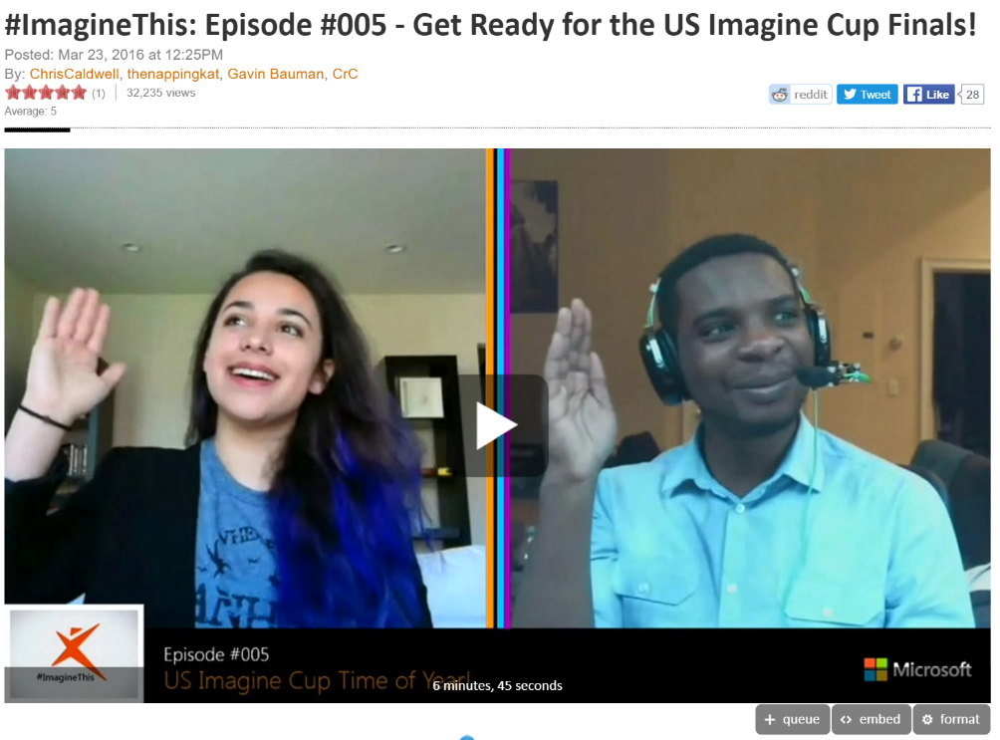 #ImagineThis: Episode #005 - Get Ready for the US Imagine Cup Finals!
Posted: Mar 23, 2016 at 12:25PM
By: ChrisCaldwell, thenappingkat, Gavin Bauman, CrC
(1) 32,235 views
Average: 5
reddit Tweet Like 28
#ImagineThis
Episode #005
US Imagine Cup Time of Year!
6 minutes, 45 seconds
Microsoft
+ queue <> embed format